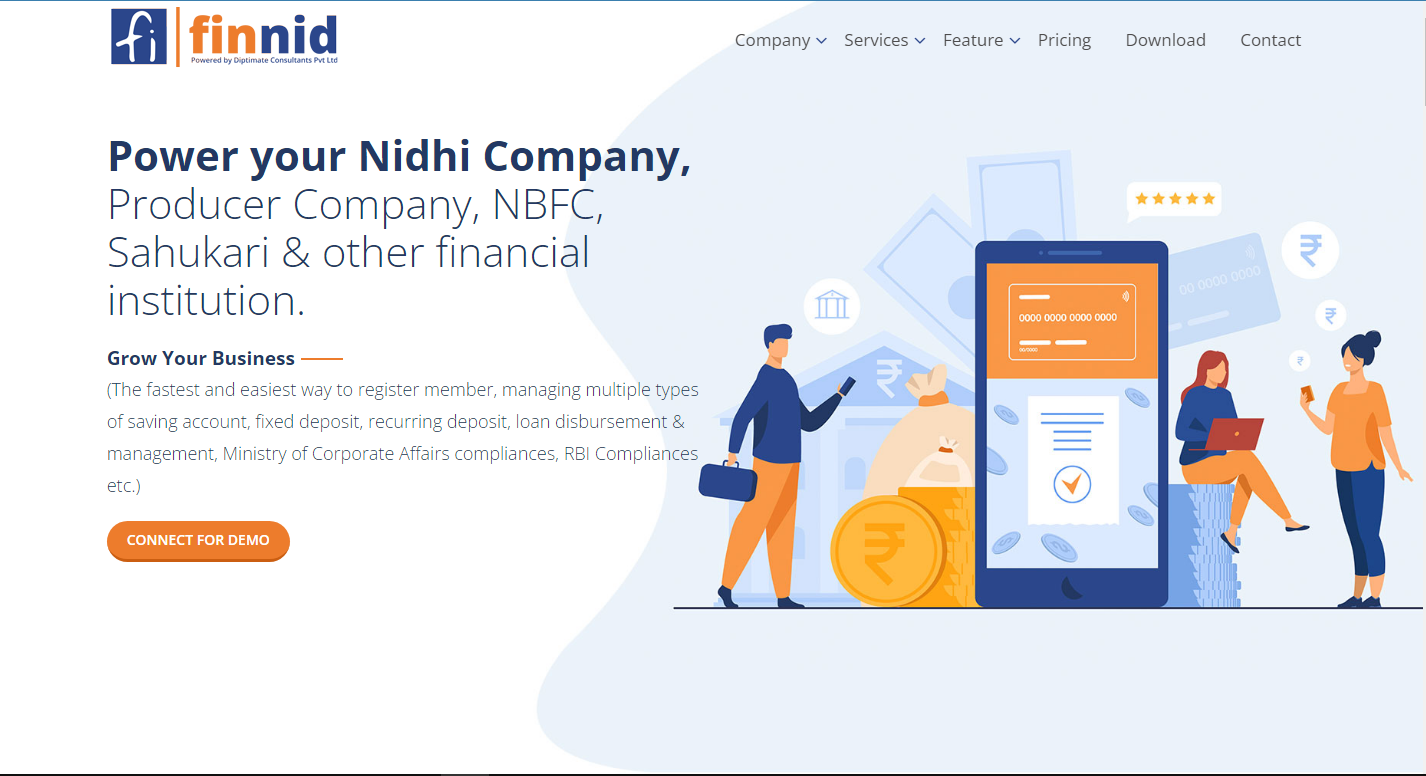 fi finnid
Powered by Diptimate Consultants Pvt Ltd
Company Services Feature Pricing Download Contact
Power your Nidhi Company,
Producer Company, NBFC,
Sahukari & other financial
institution.
Grow Your Business
(The fastest and easiest way to register member, managing multiple types
of saving account, fixed deposit, recurring deposit, loan disbursement &
management, Ministry of Corporate Affairs compliances, RBI Compliances
etc.)
CONNECT FOR DEMO
₹
00 0000 0000
₹
₹
0000 0000 0000 0000
00/0000
₹
₹